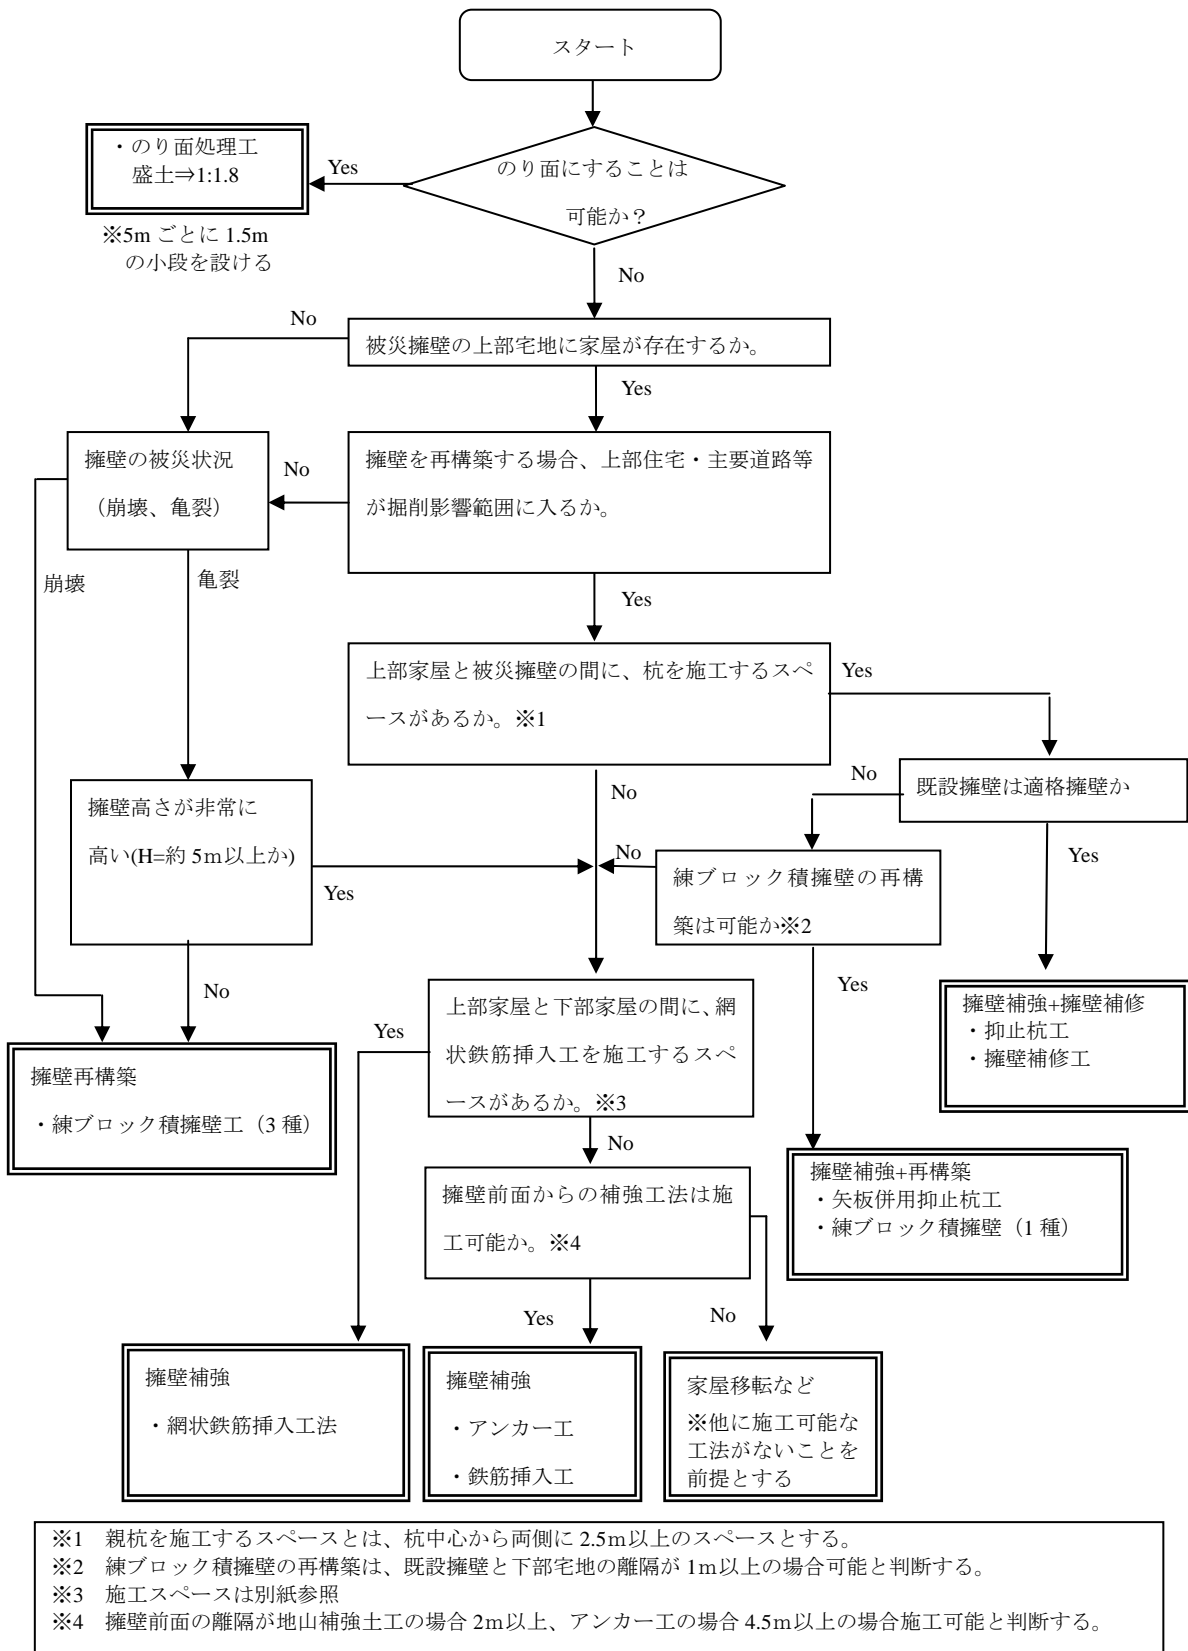 スタート
・のり面処理工
盛土⇒1:1.8
Yes
のり面にすることは
可能か？
※5m ごとに 1.5m
の小段を設ける
No
No
被災擁壁の上部宅地に家屋が存在するか。
Yes
擁壁の被災状況
（崩壊、亀裂）
No
擁壁を再構築する場合、上部住宅・主要道路等
が掘削影響範囲に入るか。
崩壊
亀裂
Yes
上部家屋と被災擁壁の間に、杭を施工するスペ
ースがあるか。※1
Yes
擁壁高さが非常に
高い(H=約 5ｍ以上か)
Yes
No
No
既設擁壁は適格擁壁か
No
練ブロック積擁壁の再構
築は可能か※2
Yes
No
上部家屋と下部家屋の間に、網
状鉄筋挿入工を施工するスペ
ースがあるか。※3
Yes
Yes
擁壁補強+擁壁補修
・抑止杭工
・擁壁補修工
擁壁再構築
・練ブロック積擁壁工（3 種）
No
擁壁前面からの補強工法は施
工可能か。※4
擁壁補強+再構築
・矢板併用抑止杭工
・練ブロック積擁壁（1 種）
Yes
No
擁壁補強
・網状鉄筋挿入工法
擁壁補強
・アンカー工
・鉄筋挿入工
家屋移転など
※他に施工可能な
工法がないことを
前提とする
※1　親杭を施工するスペースとは、杭中心から両側に 2.5ｍ以上のスペースとする。
※2　練ブロック積擁壁の再構築は、既設擁壁と下部宅地の離隔が 1ｍ以上の場合可能と判断する。
※3　施工スペースは別紙参照
※4　擁壁前面の離隔が地山補強土工の場合 2ｍ以上、アンカー工の場合 4.5ｍ以上の場合施工可能と判断する。